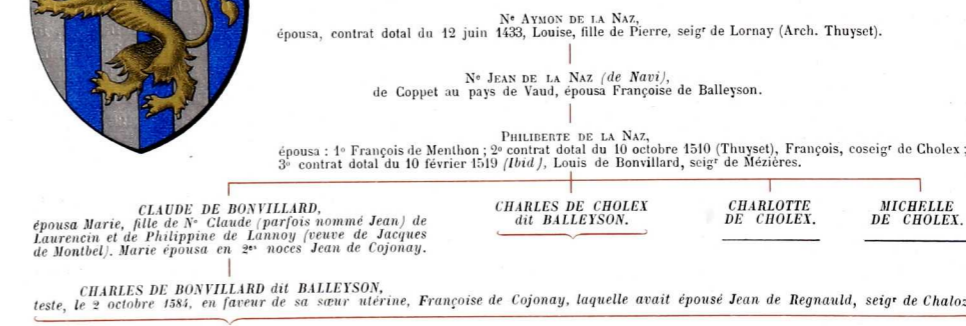 Nᵉ AYMON DE LA NAZ,
épousa, contrat dotal du 12 juin 1433, Louise, fille de Pierre, seigʳ de Lornay (Arch. Thuyset).
Nᵉ JEAN DE LA NAZ (de Navi),
de Coppet au pays de Vaud, épousa Françoise de Balleyson.
PHILIBERTE DE LA NAZ,
épousa : 1º François de Menthon ; 2º contrat dotal du 10 octobre 1510 (Thuyset), François, coseigʳ de Cholex ;
3º contrat dotal du 10 février 1519 (Ibid), Louis de Bonvillard, seigʳ de Mézières.
CLAUDE DE BONVILLARD,
épousa Marie, fille de Nᵉ Claude (parfois nommé Jean) de
Laurencin et de Philippine de Lannoy (veuve de Jacques
de Montbel). Marie épousa en 2ᵉˢ noces Jean de Cojonay.
CHARLES DE CHOLEX
dit BALLEYSON.
CHARLOTTE
DE CHOLEX.
MICHELLE
DE CHOLEX.
CHARLES DE BONVILLARD dit BALLEYSON,
teste, le 2 octobre 1584, en faveur de sa sœur utérine, Françoise de Cojonay, laquelle avait épousé Jean de Regnauld, seigʳ de Chaloz